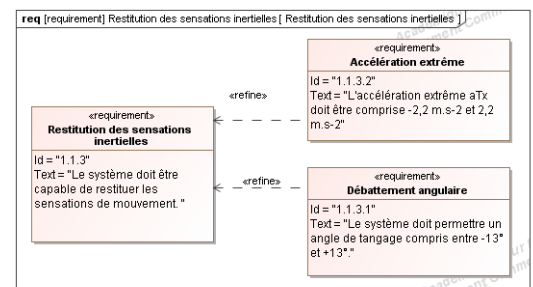 req [requirement] Restitution des sensations inertielles [ Restitution des sensations inertielles ]
«requirement»
Accélération extrême
Id = "1.1.3.2"
Text = "L'accélération extrême aTx
doit être comprise -2,2 m.s-2 et 2,2
m.s-2"
«refine»
«requirement»
Restitution des sensations
inertielles
Id = "1.1.3"
Text = "Le système doit être
capable de restituer les
sensations de mouvement. "
«refine»
«requirement»
Débattement angulaire
Id = "1.1.3.1"
Text = "Le système doit permettre un
angle de tangage compris entre -13°
et +13°."